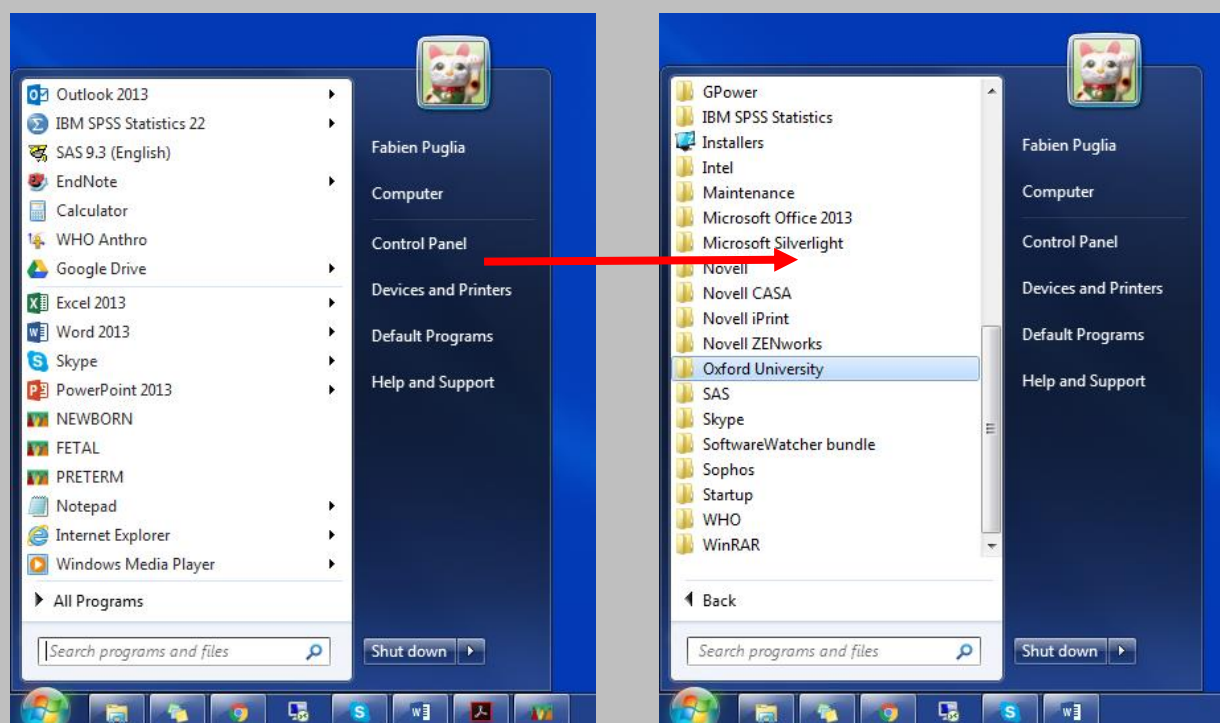 Outlook 2013
IBM SPSS Statistics 22
SAS 9.3 (English)
EndNote
Calculator
WHO Anthro
Google Drive
Excel 2013
Word 2013
Skype
PowerPoint 2013
NEWBORN
FETAL
PRETERM
Notepad
Internet Explorer
Windows Media Player
All Programs
Search programs and files
Fabien Puglia
Computer
Control Panel
Devices and Printers
Default Programs
Help and Support
Shut down
GPower
IBM SPSS Statistics
Installers
Intel
Maintenance
Microsoft Office 2013
Microsoft Silverlight
Novell
Novell CASA
Novell iPrint
Novell ZENworks
Oxford University
SAS
Skype
SoftwareWatcher bundle
Sophos
Startup
WHO
WinRAR
Back
Search programs and files
Fabien Puglia
Computer
Control Panel
Devices and Printers
Default Programs
Help and Support
Shut down